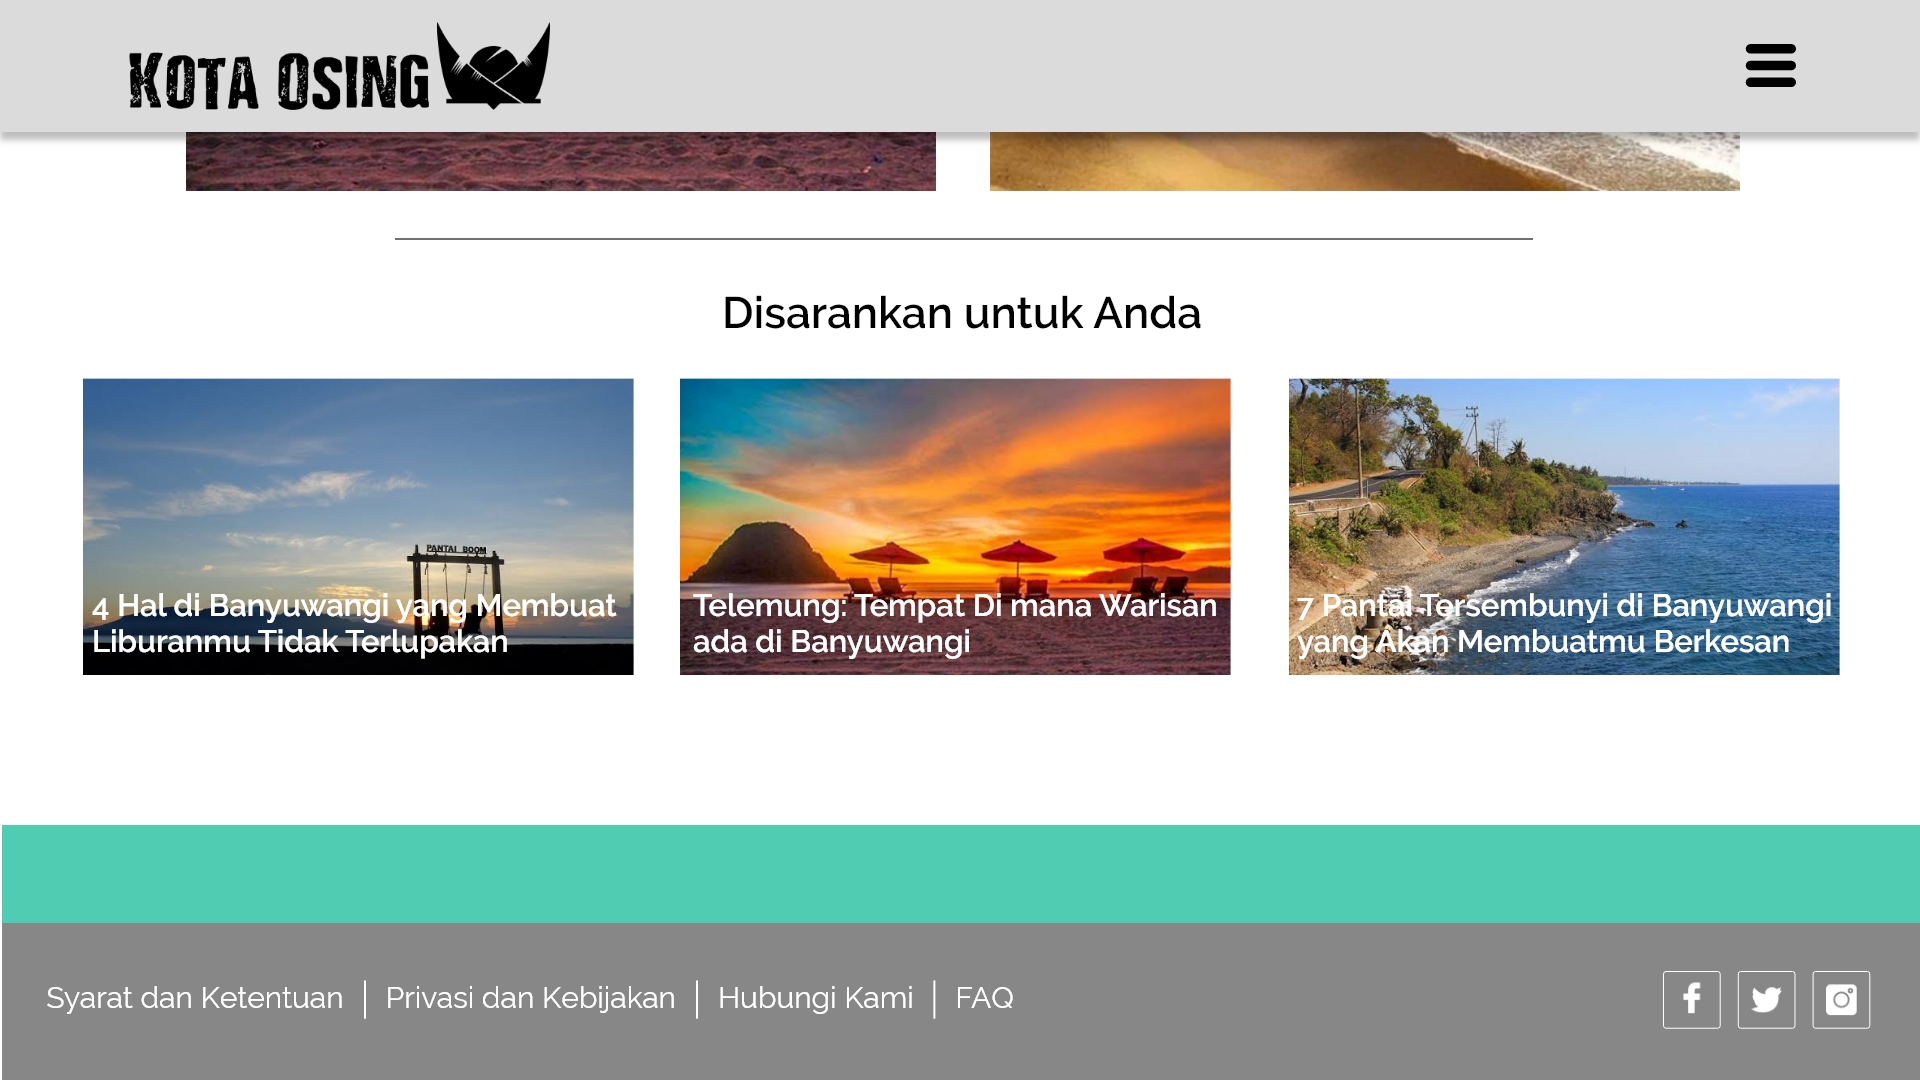 KOTA OSING
Disarankan untuk Anda
PANTAI BOOM
4 Hal di Banyuwangi yang Membuat
Liburanmu Tidak Terlupakan
Telemung: Tempat Di mana Warisan
ada di Banyuwangi
7 Pantai Tersembunyi di Banyuwangi
yang Akan Membuatmu Berkesan
Syarat dan Ketentuan | Privasi dan Kebijakan | Hubungi Kami | FAQ